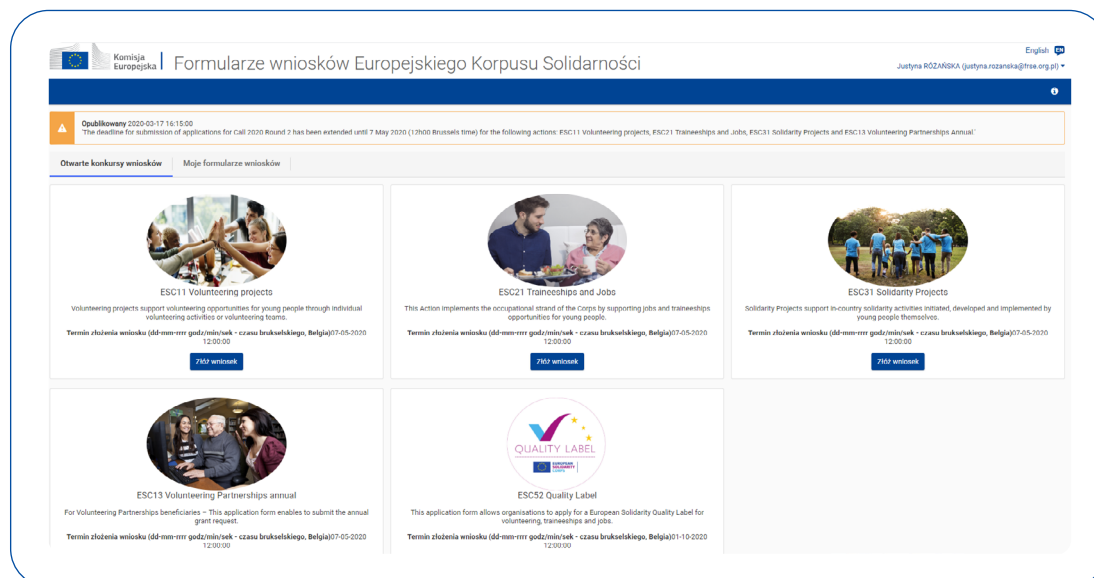 Komisja
Europejska
Formularze wniosków Europejskiego Korpusu Solidarności
English EN
Justyna RÓŻAŃSKA (justyna.rozanska@frse.org.pl)
Opublikowany 2020-03-17 16:15:00
'The deadline for submission of applications for Call 2020 Round 2 has been extended until 7 May 2020 (12h00 Brussels time) for the following actions: ESC11 Volunteering projects, ESC21 Traineeships and Jobs, ESC31 Solidarity Projects and ESC13 Volunteering Partnerships Annual.'
Otwarte konkursy wniosków
Moje formularze wniosków
ESC11 Volunteering projects
Volunteering projects support volunteering opportunities for young people through individual
volunteering activities or volunteering teams.
Termin złożenia wniosku (dd-mm-rrrr godz/min/sek - czasu brukselskiego, Belgia)07-05-2020
12:00:00
Złóż wniosek
ESC21 Traineeships and Jobs
This Action implements the occupational strand of the Corps by supporting jobs and traineeships
opportunities for young people.
Termin złożenia wniosku (dd-mm-rrrr godz/min/sek - czasu brukselskiego, Belgia)07-05-2020
12:00:00
Złóż wniosek
ESC31 Solidarity Projects
Solidarity Projects support in-country solidarity activities initiated, developed and implemented by
young people themselves.
Termin złożenia wniosku (dd-mm-rrrr godz/min/sek - czasu brukselskiego, Belgia)07-05-2020
12:00:00
Złóż wniosek
ESC13 Volunteering Partnerships annual
For Volunteering Partnerships beneficiaries – This application form enables to submit the annual
grant request.
Termin złożenia wniosku (dd-mm-rrrr godz/min/sek - czasu brukselskiego, Belgia)07-05-2020
12:00:00
QUALITY LABEL
EUROPEAN
SOLIDARITY
CORPS
ESC52 Quality Label
This application form allows organisations to apply for a European Solidarity Quality Label for
volunteering, traineeships and jobs.
Termin złożenia wniosku (dd-mm-rrrr godz/min/sek - czasu brukselskiego, Belgia)01-10-2020
12:00:00